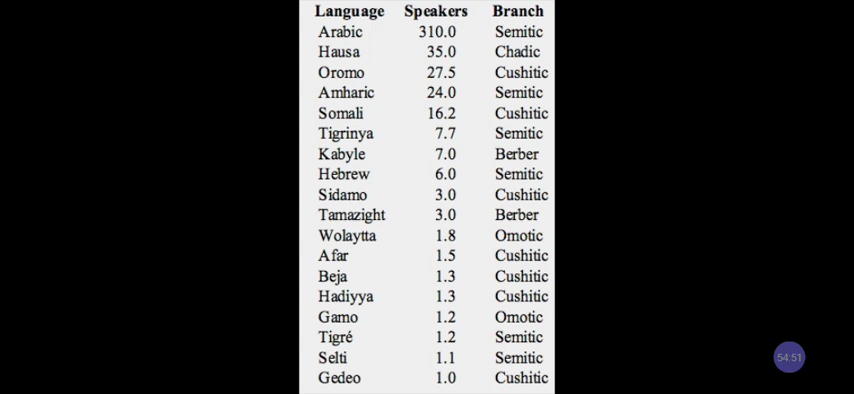 Language Speakers Branch
Arabic 310.0 Semitic
Hausa 35.0 Chadic
Oromo 27.5 Cushitic
Amharic 24.0 Semitic
Somali 16.2 Cushitic
Tigrinya 7.7 Semitic
Kabyle 7.0 Berber
Hebrew 6.0 Semitic
Sidamo 3.0 Cushitic
Tamazight 3.0 Berber
Wolaytta 1.8 Omotic
Afar 1.5 Cushitic
Beja 1.3 Cushitic
Hadiyya 1.3 Cushitic
Gamo 1.2 Omotic
Tigré 1.2 Semitic
Selti 1.1 Semitic
Gedeo 1.0 Cushitic
54:51